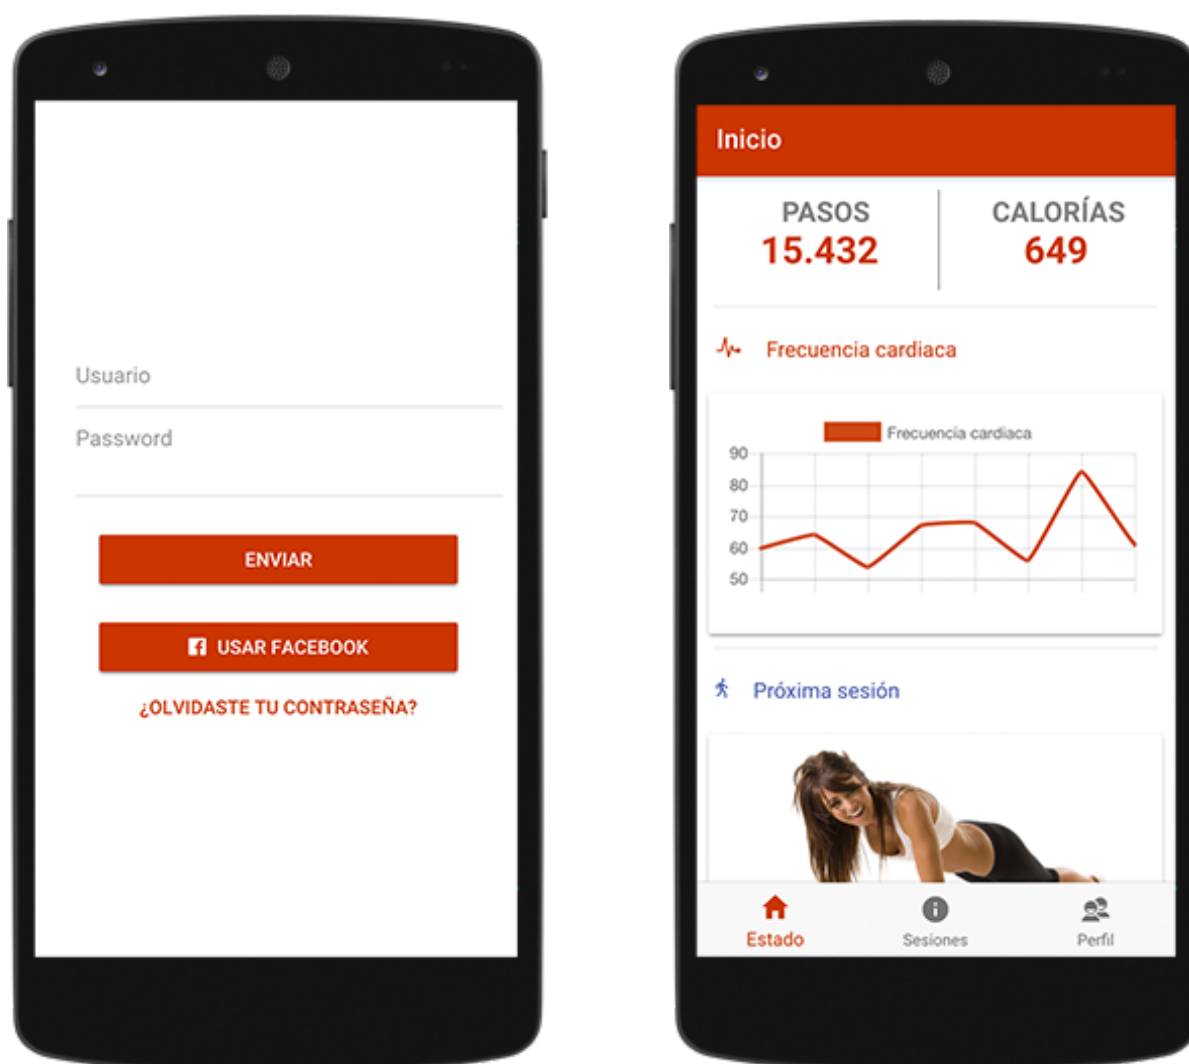 Usuario
Password
ENVIAR
USAR FACEBOOK
¿OLVIDASTE TU CONTRASEÑA?
Inicio
PASOS CALORÍAS
15.432 649
Frecuencia cardiaca
Frecuencia cardiaca
90
80
70
60
50
Próxima sesión
Estado Sesiones Perfil